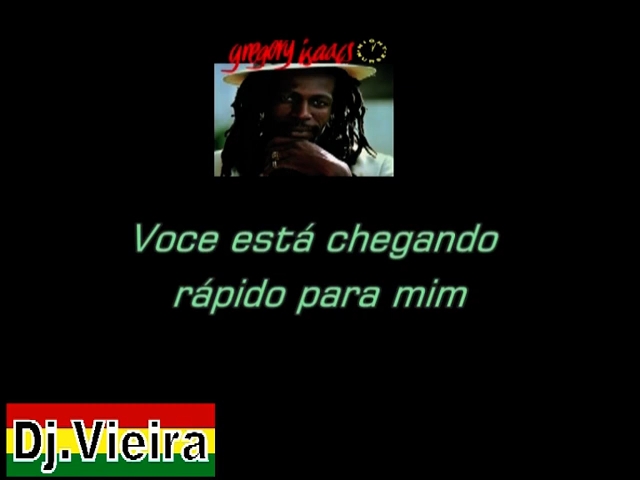 gregory isaacs
Voce está chegando
rápido para mim
Dj.Vieira